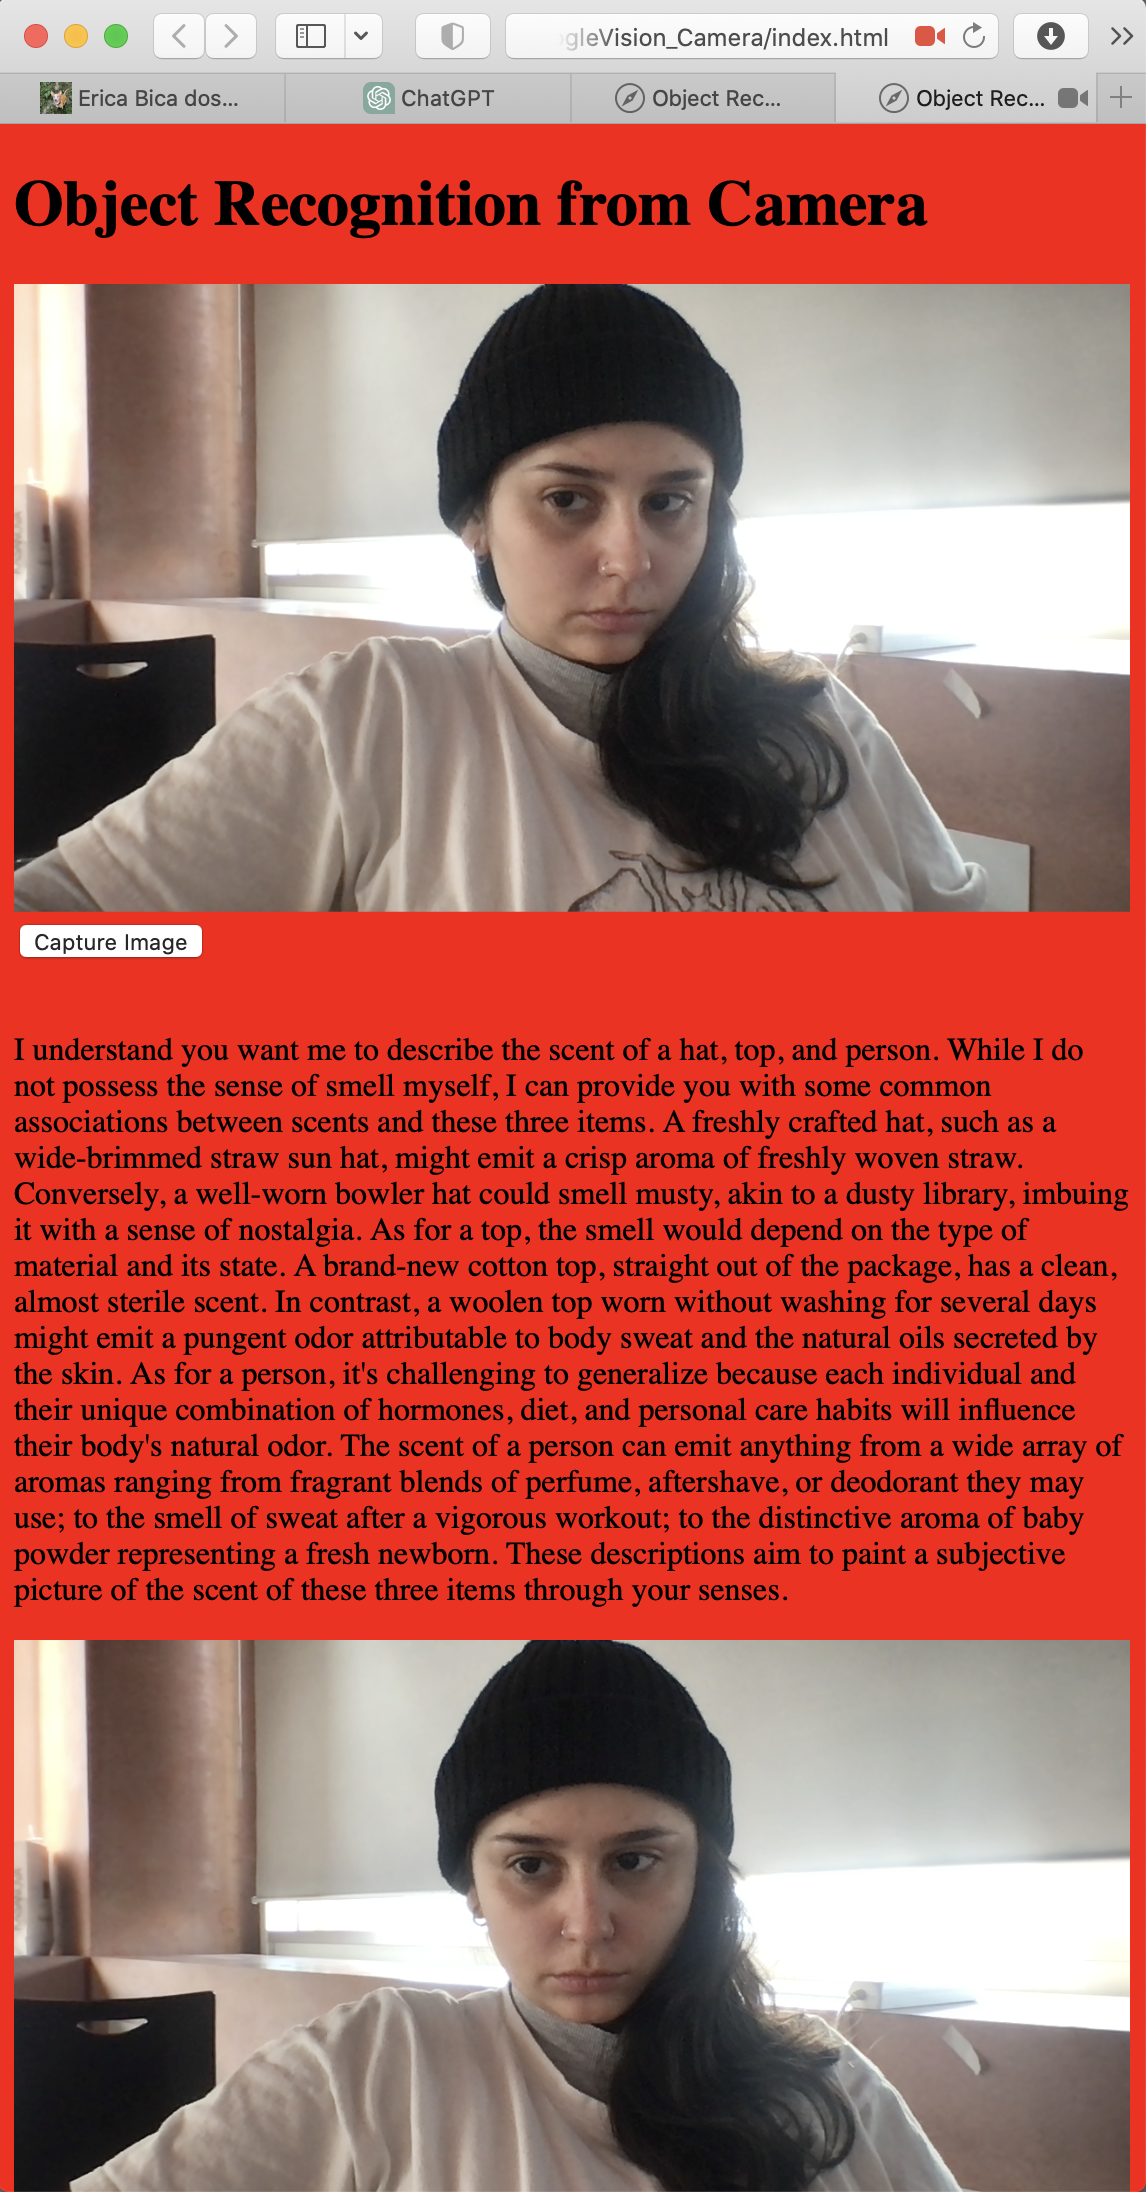 gleVision_Camera/index.html
Erica Bica dos...
ChatGPT
Object Rec...
Object Rec...
Object Recognition from Camera
Capture Image
I understand you want me to describe the scent of a hat, top, and person. While I do
not possess the sense of smell myself, I can provide you with some common
associations between scents and these three items. A freshly crafted hat, such as a
wide-brimmed straw sun hat, might emit a crisp aroma of freshly woven straw.
Conversely, a well-worn bowler hat could smell musty, akin to a dusty library, imbuing
it with a sense of nostalgia. As for a top, the smell would depend on the type of
material and its state. A brand-new cotton top, straight out of the package, has a clean,
almost sterile scent. In contrast, a woolen top worn without washing for several days
might emit a pungent odor attributable to body sweat and the natural oils secreted by
the skin. As for a person, it's challenging to generalize because each individual and
their unique combination of hormones, diet, and personal care habits will influence
their body's natural odor. The scent of a person can emit anything from a wide array of
aromas ranging from fragrant blends of perfume, aftershave, or deodorant they may
use; to the smell of sweat after a vigorous workout; to the distinctive aroma of baby
powder representing a fresh newborn. These descriptions aim to paint a subjective
picture of the scent of these three items through your senses.